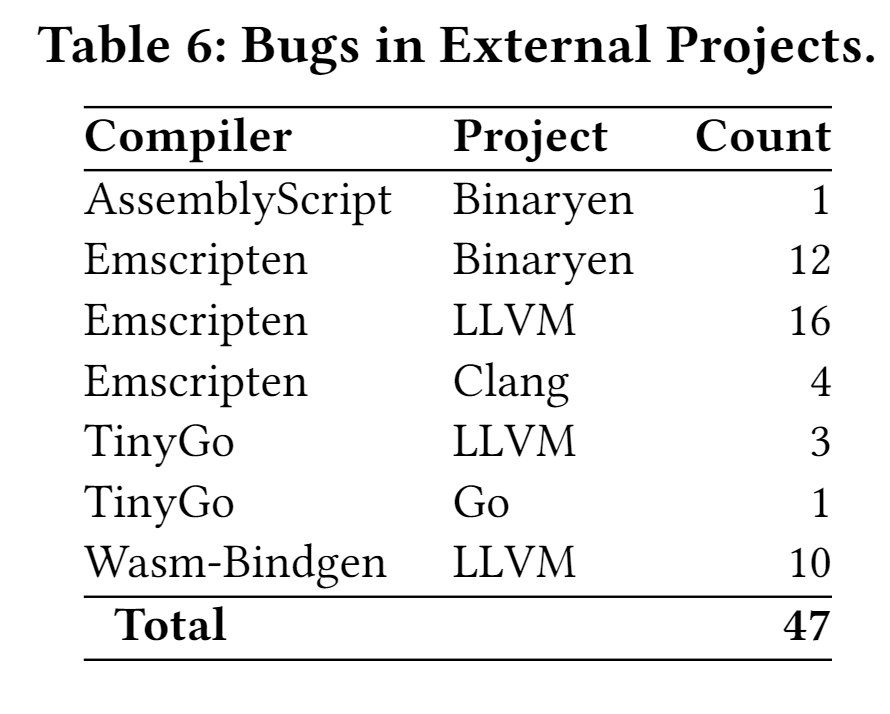 Table 6: Bugs in External Projects.
Compiler Project Count
AssemblyScript Binaryen 1
Emscripten Binaryen 12
Emscripten LLVM 16
Emscripten Clang 4
TinyGo LLVM 3
TinyGo Go 1
Wasm-Bindgen LLVM 10
Total 47